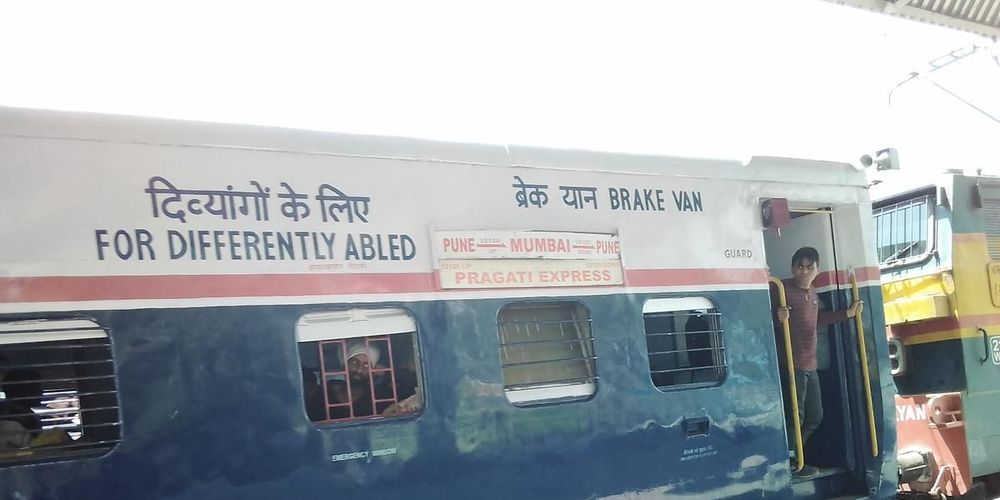 दिव्यांगों के लिए
FOR DIFFERENTLY ABLED
ब्रेक यान BRAKE VAN
PUNE MUMBAI PUNE
PRAGATI EXPRESS
GUARD
EMERGENCY WINDOW